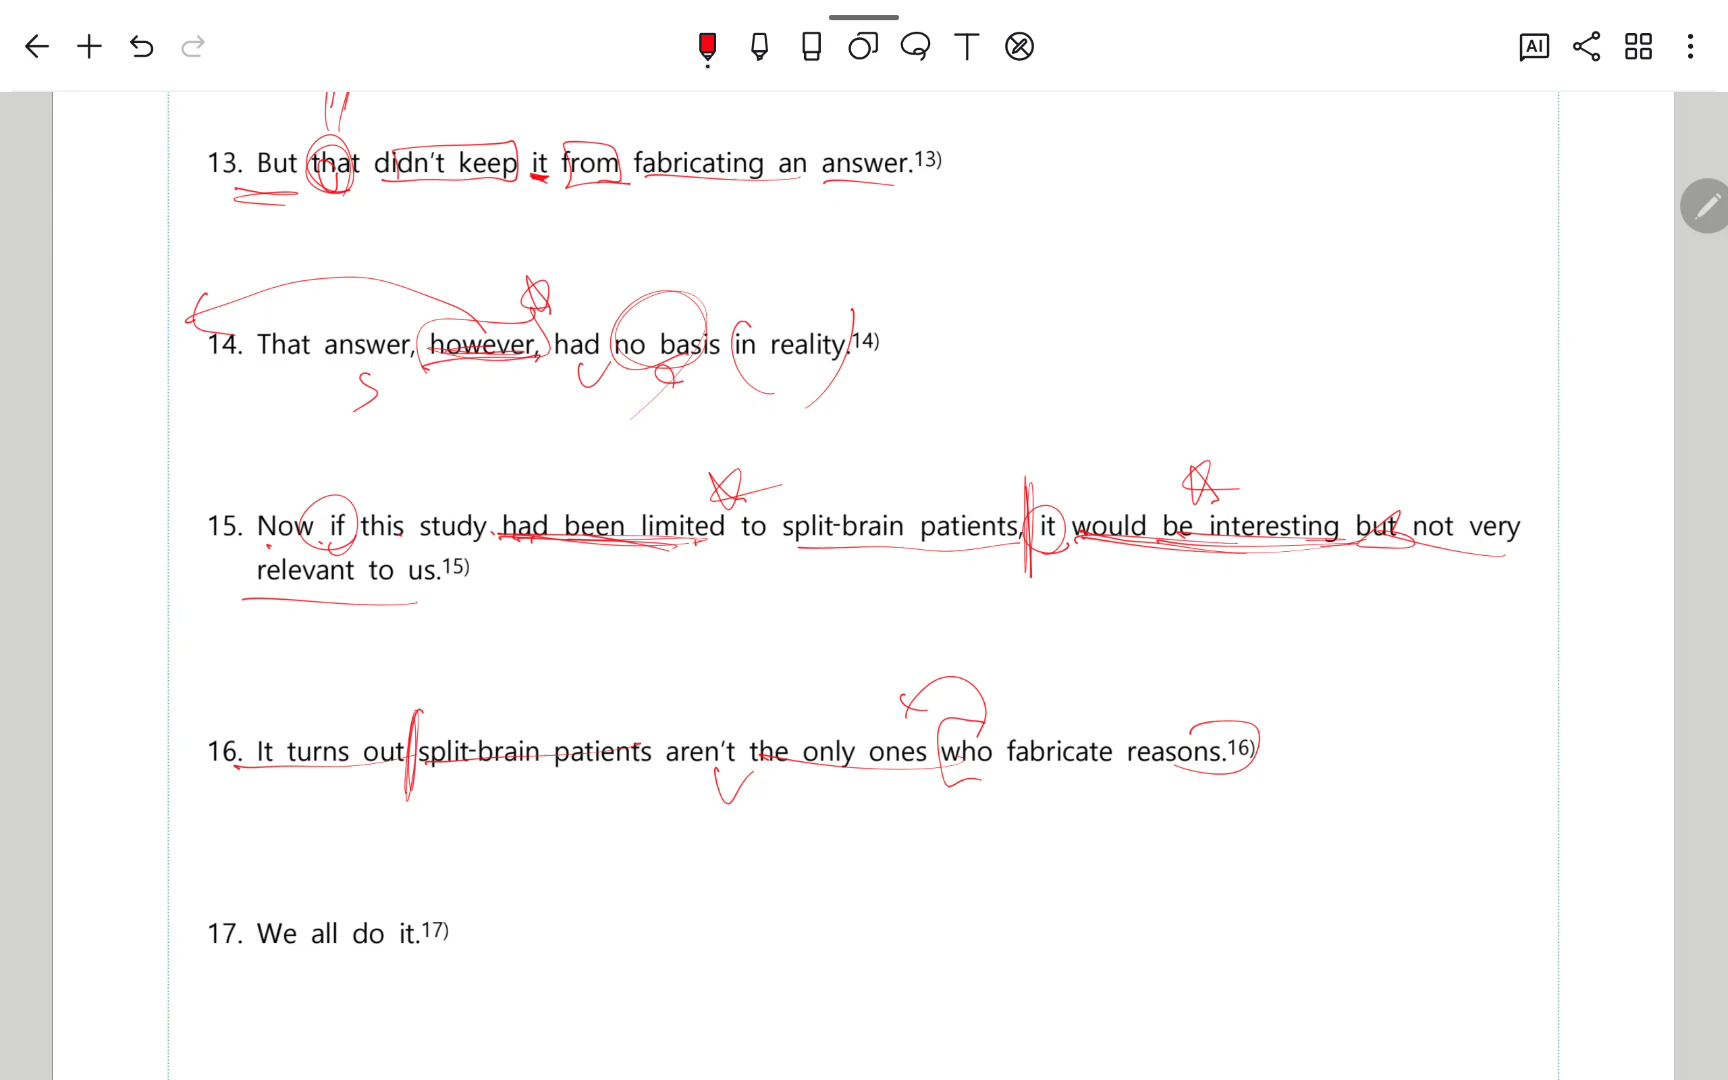 AI
13. But that didn't keep it from fabricating an answer.13)
14. That answer, however, had no basis in reality.14)
S
15. Now if this study had been limited to split-brain patients, it would be interesting but not very
relevant to us.15)
16. It turns out split-brain patients aren't the only ones who fabricate reasons.16)
17. We all do it.17)